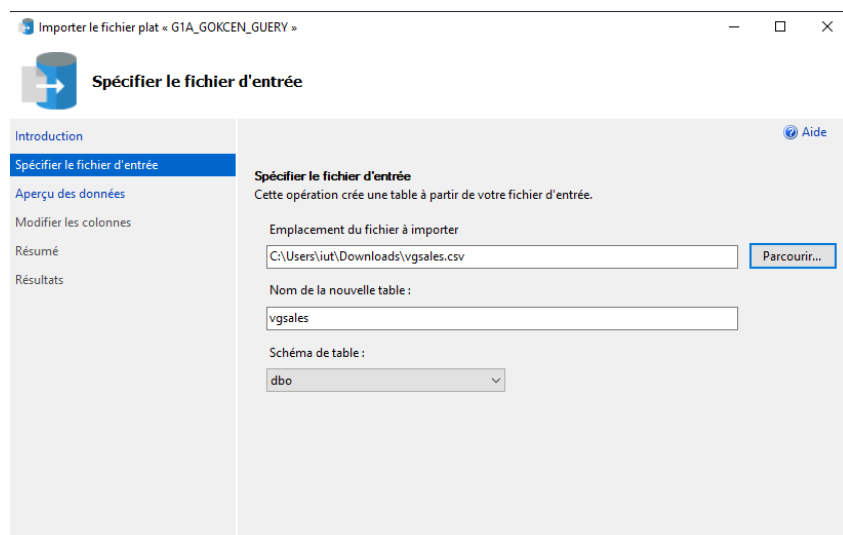 Importer le fichier plat « G1A_GOKCEN_GUERY »
Spécifier le fichier d'entrée
Aide
Introduction
Spécifier le fichier d'entrée
Aperçu des données
Modifier les colonnes
Résumé
Résultats
Spécifier le fichier d'entrée
Cette opération crée une table à partir de votre fichier d'entrée.
Emplacement du fichier à importer
C:\Users\iut\Downloads\vgsales.csv
Parcourir...
Nom de la nouvelle table :
vgsales
Schéma de table :
dbo